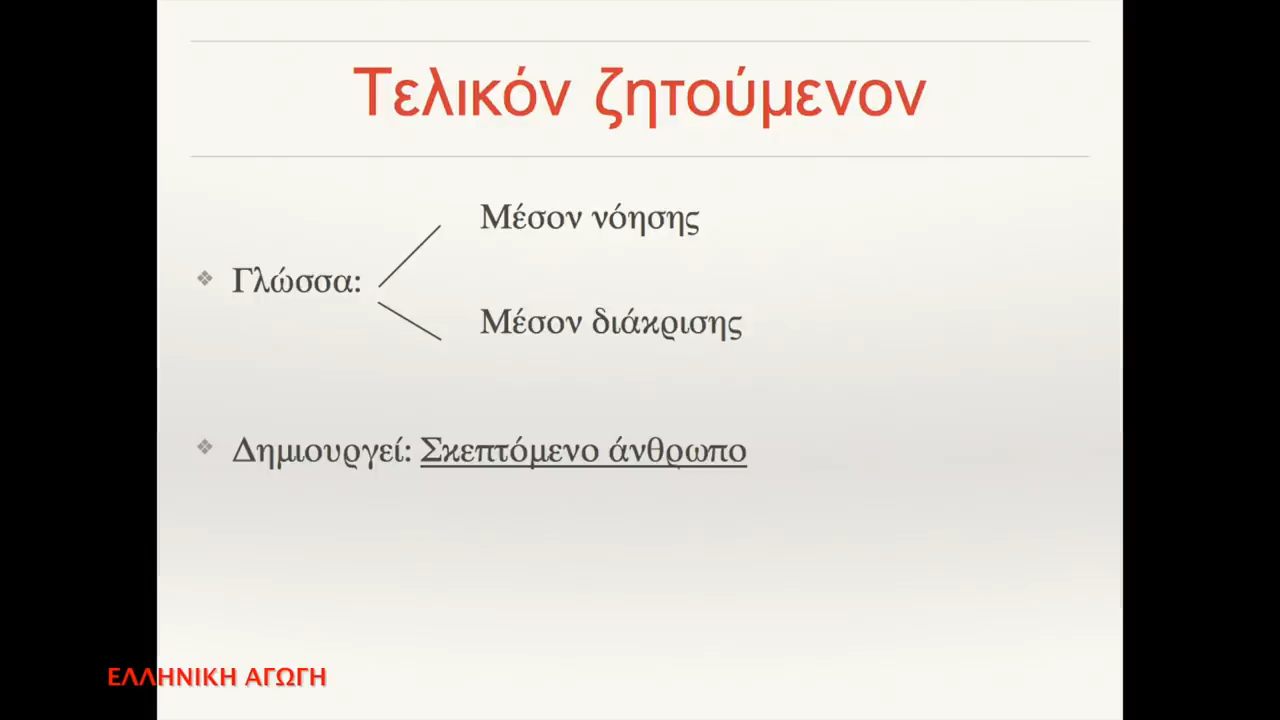 Τελικόν ζητούμενον
Μέσον νόησης
Γλώσσα:
Μέσον διάκρισης
Δημιουργεί: Σκεπτόμενο άνθρωπο
ΕΛΛΗΝΙΚΗ ΑΓΩΓΗ